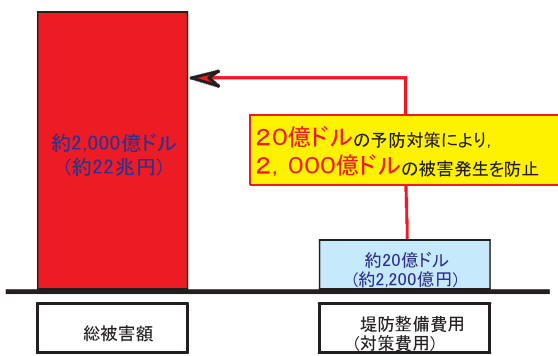 約2,000億ドル
(約22兆円)
20億ドルの予防対策により,
2，000億ドルの被害発生を防止
約20億ドル
(約2,200億円)
総被害額
堤防整備費用
(対策費用)